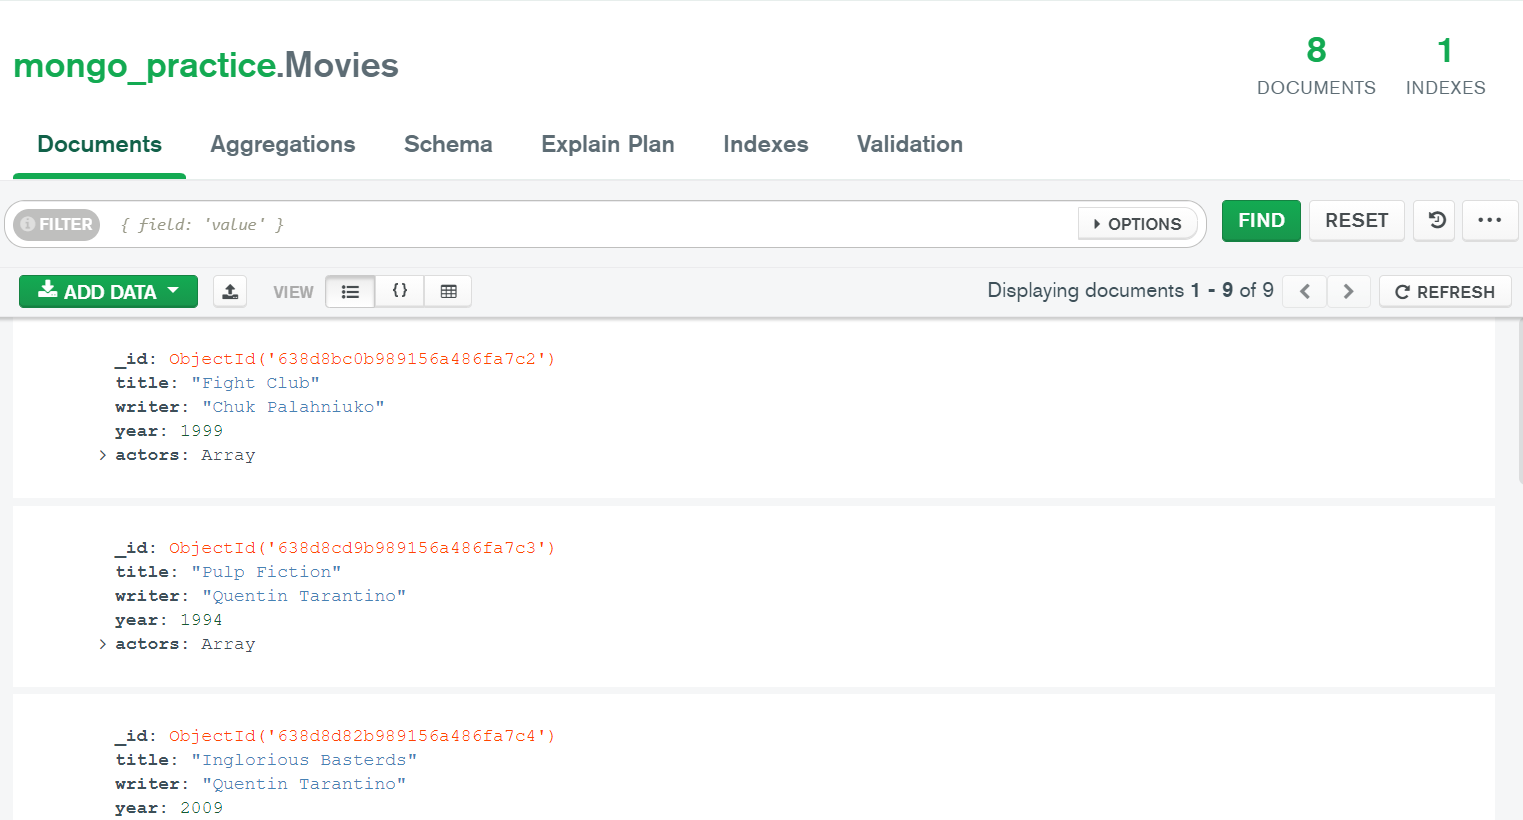 mongo_practice.Movies
8
DOCUMENTS
1
INDEXES
Documents Aggregations Schema Explain Plan Indexes Validation
FILTER { field: 'value' } OPTIONS FIND RESET
ADD DATA VIEW {} Displaying documents 1 - 9 of 9 REFRESH
_id: ObjectId('638d8bc0b989156a486fa7c2')
title: "Fight Club"
writer: "Chuk Palahniuko"
year: 1999
actors: Array
_id: ObjectId('638d8cd9b989156a486fa7c3')
title: "Pulp Fiction"
writer: "Quentin Tarantino"
year: 1994
actors: Array
_id: ObjectId('638d8d82b989156a486fa7c4')
title: "Inglorious Basterds"
writer: "Quentin Tarantino"
year: 2009